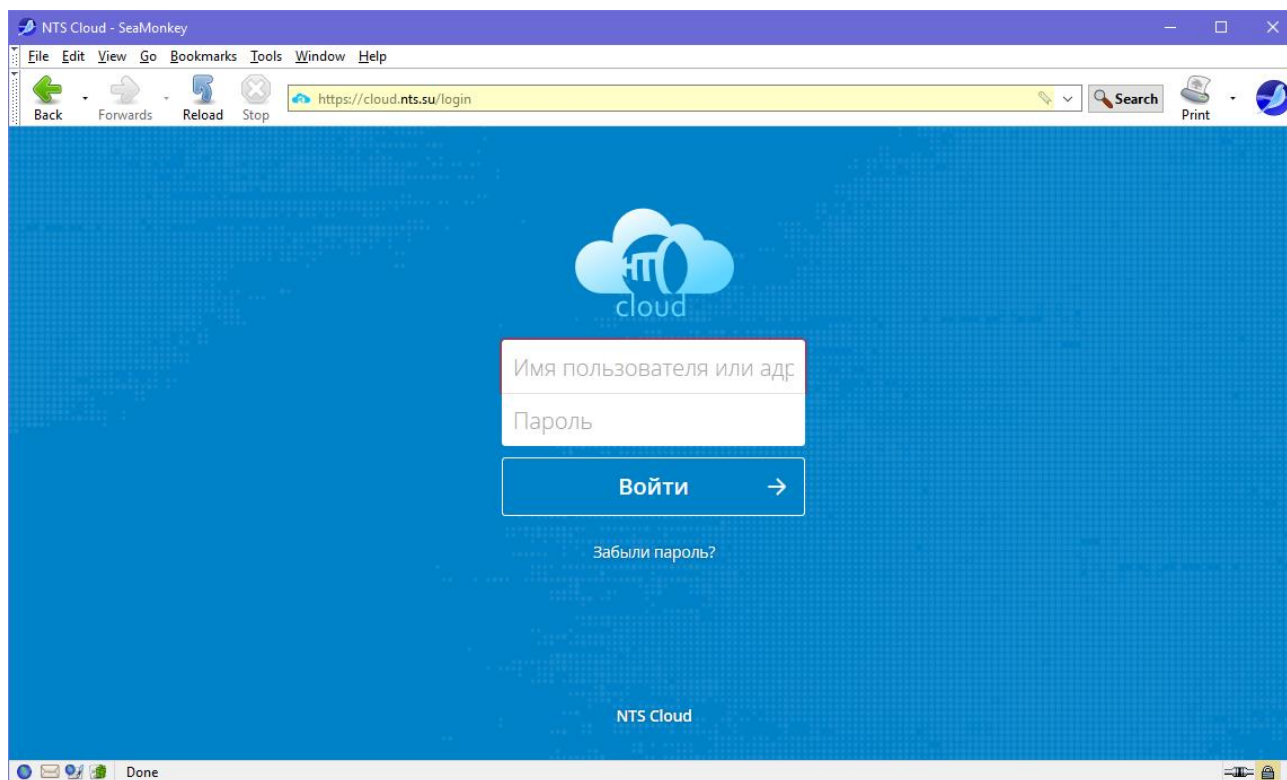 NTS Cloud - SeaMonkey
File Edit View Go Bookmarks Tools Window Help
https://cloud.nts.su/login
Search
Back Forwards Reload Stop Print
нтс
cloud
Имя пользователя или адр
Пароль
Войти
Забыли пароль?
NTS Cloud
Done